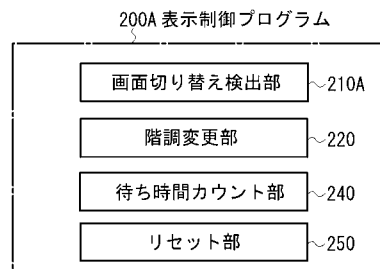 200A 表示制御プログラム
画面切り替え検出部 210A
階調変更部 220
待ち時間カウント部 240
リセット部 250